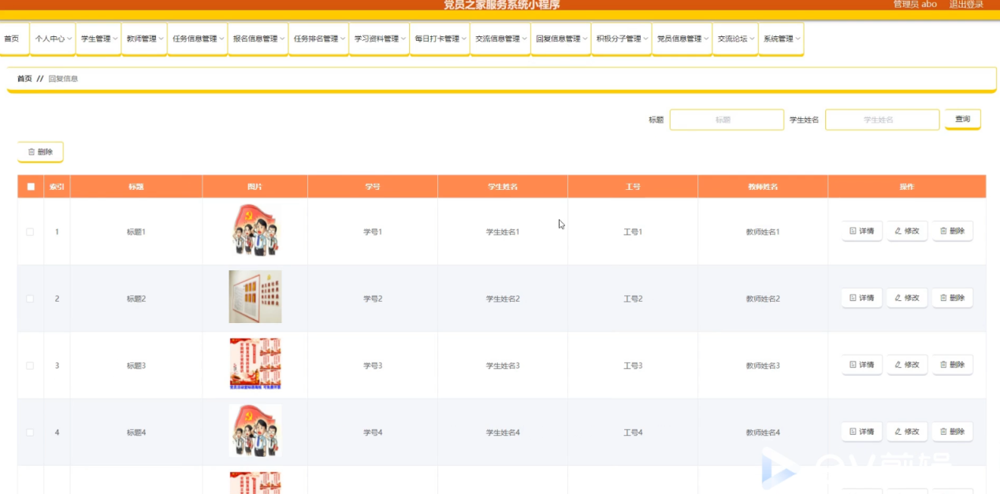 党员之家服务系统小程序
管理员 abo 退出登录
首页 个人中心 学生管理 教师管理 任务信息管理 报名信息管理 任务排名管理 学习资料管理 每日打卡管理 交流信息管理 回复信息管理 积极分子管理 党员信息管理 交流论坛 系统管理
首页 // 回复信息
标题 标题 学生姓名 学生姓名 查询
删除
索引 标题 图片 学号 学生姓名 工号 教师姓名 操作
1 标题1 学号1 学生姓名1 工号1 教师姓名1 详情 修改 删除
2 标题2 学号2 学生姓名2 工号2 教师姓名2 详情 修改 删除
3 标题3 学号3 学生姓名3 工号3 教师姓名3 详情 修改 删除
4 标题4 学号4 学生姓名4 工号4 教师姓名4 详情 修改 删除